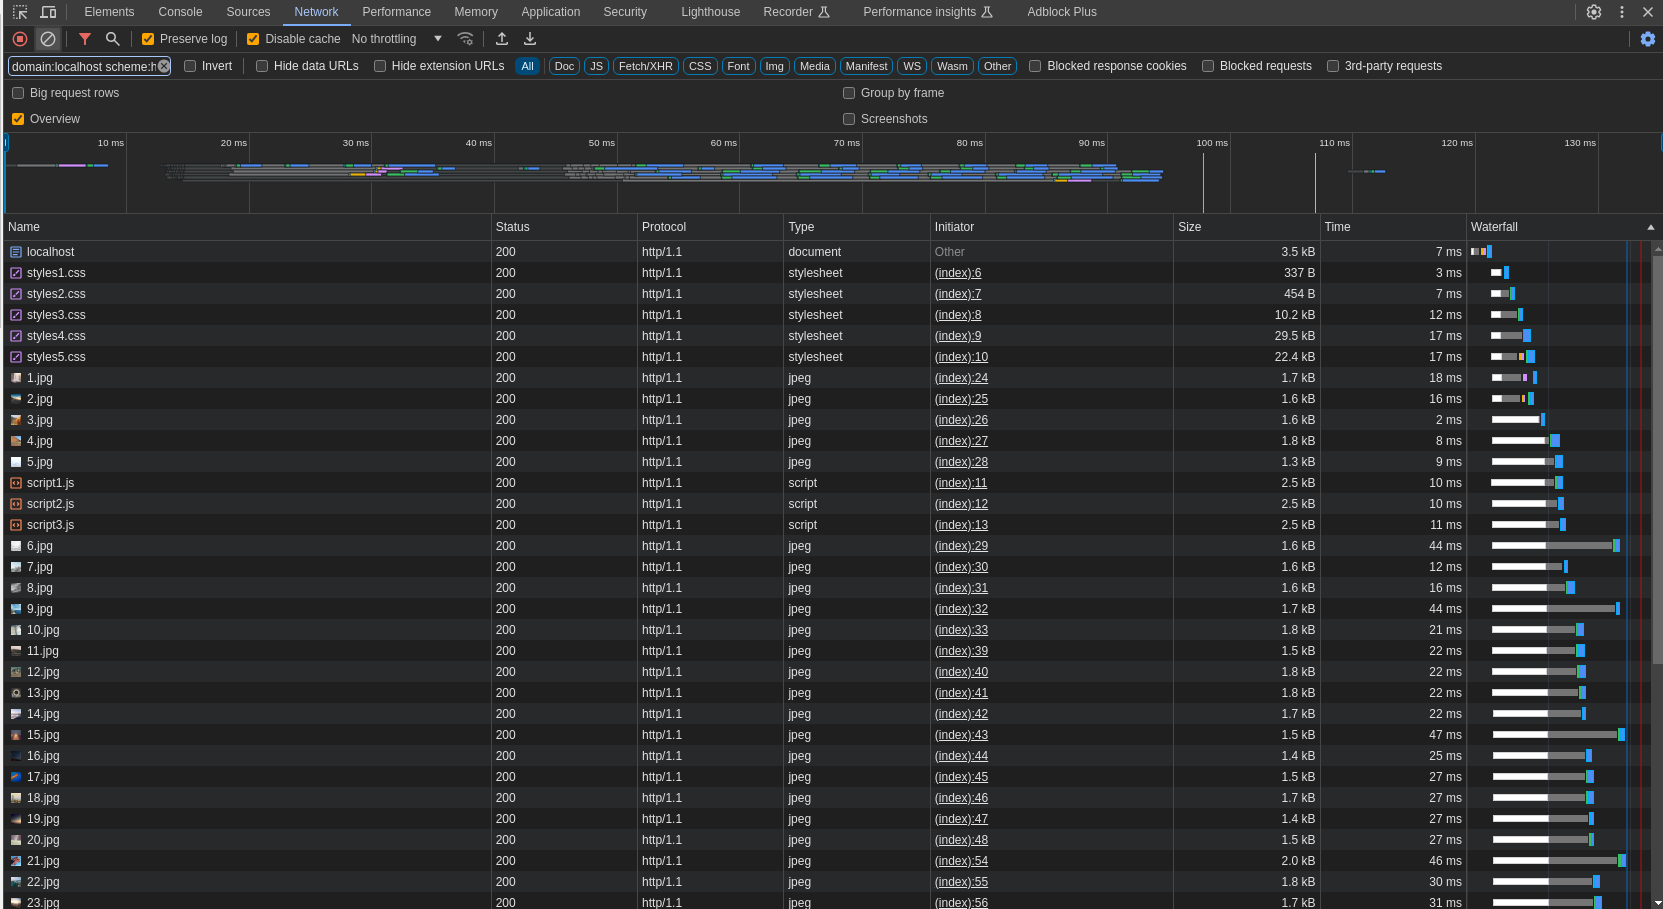 Elements Console Sources Network Performance Memory Application Security Lighthouse Recorder Performance insights Adblock Plus
Preserve log Disable cache No throttling
domain:localhost scheme:h Invert Hide data URLs Hide extension URLs All Doc JS Fetch/XHR CSS Font Img Media Manifest WS Wasm Other Blocked response cookies Blocked requests 3rd-party requests
Big request rows Group by frame
Overview Screenshots
10 ms 20 ms 30 ms 40 ms 50 ms 60 ms 70 ms 80 ms 90 ms 100 ms 110 ms 120 ms 130 ms
Name Status Protocol Type Initiator Size Time Waterfall
localhost 200 http/1.1 document Other 3.5 kB 7 ms
styles1.css 200 http/1.1 stylesheet (index):6 337 B 3 ms
styles2.css 200 http/1.1 stylesheet (index):7 454 B 7 ms
styles3.css 200 http/1.1 stylesheet (index):8 10.2 kB 12 ms
styles4.css 200 http/1.1 stylesheet (index):9 29.5 kB 17 ms
styles5.css 200 http/1.1 stylesheet (index):10 22.4 kB 17 ms
1.jpg 200 http/1.1 jpeg (index):24 1.7 kB 18 ms
2.jpg 200 http/1.1 jpeg (index):25 1.6 kB 16 ms
3.jpg 200 http/1.1 jpeg (index):26 1.6 kB 2 ms
4.jpg 200 http/1.1 jpeg (index):27 1.8 kB 8 ms
5.jpg 200 http/1.1 jpeg (index):28 1.3 kB 9 ms
script1.js 200 http/1.1 script (index):11 2.5 kB 10 ms
script2.js 200 http/1.1 script (index):12 2.5 kB 10 ms
script3.js 200 http/1.1 script (index):13 2.5 kB 11 ms
6.jpg 200 http/1.1 jpeg (index):29 1.6 kB 44 ms
7.jpg 200 http/1.1 jpeg (index):30 1.6 kB 12 ms
8.jpg 200 http/1.1 jpeg (index):31 1.6 kB 16 ms
9.jpg 200 http/1.1 jpeg (index):32 1.7 kB 44 ms
10.jpg 200 http/1.1 jpeg (index):33 1.8 kB 21 ms
11.jpg 200 http/1.1 jpeg (index):39 1.5 kB 22 ms
12.jpg 200 http/1.1 jpeg (index):40 1.8 kB 22 ms
13.jpg 200 http/1.1 jpeg (index):41 1.8 kB 22 ms
14.jpg 200 http/1.1 jpeg (index):42 1.7 kB 22 ms
15.jpg 200 http/1.1 jpeg (index):43 1.5 kB 47 ms
16.jpg 200 http/1.1 jpeg (index):44 1.4 kB 25 ms
17.jpg 200 http/1.1 jpeg (index):45 1.5 kB 27 ms
18.jpg 200 http/1.1 jpeg (index):46 1.7 kB 27 ms
19.jpg 200 http/1.1 jpeg (index):47 1.4 kB 27 ms
20.jpg 200 http/1.1 jpeg (index):48 1.5 kB 27 ms
21.jpg 200 http/1.1 jpeg (index):54 2.0 kB 46 ms
22.jpg 200 http/1.1 jpeg (index):55 1.8 kB 30 ms
23.jpg 200 http/1.1 jpeg (index):56 1.7 kB 31 ms